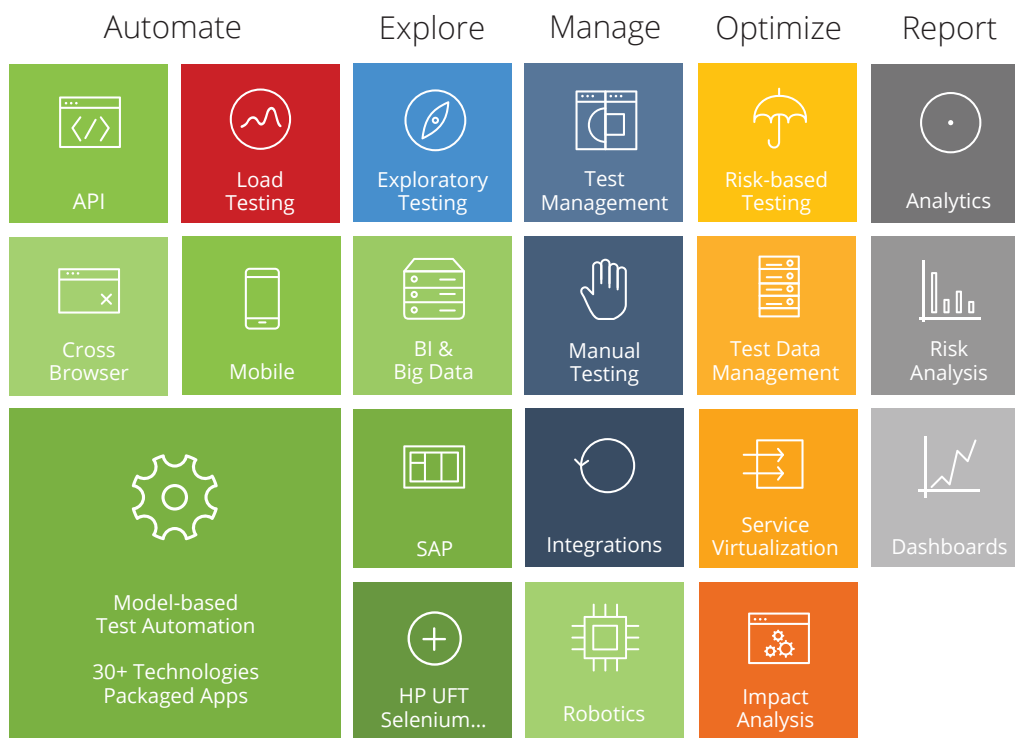 Automate
Explore
Manage
Optimize
Report
API
Load
Testing
Exploratory
Testing
Test
Management
Risk-based
Testing
Analytics
Cross
Browser
Mobile
BI &
Big Data
Manual
Testing
Test Data
Management
Risk
Analysis
Model-based
Test Automation
30+ Technologies
Packaged Apps
SAP
Integrations
Service
Virtualization
Dashboards
HP UFT
Selenium...
Robotics
Impact
Analysis